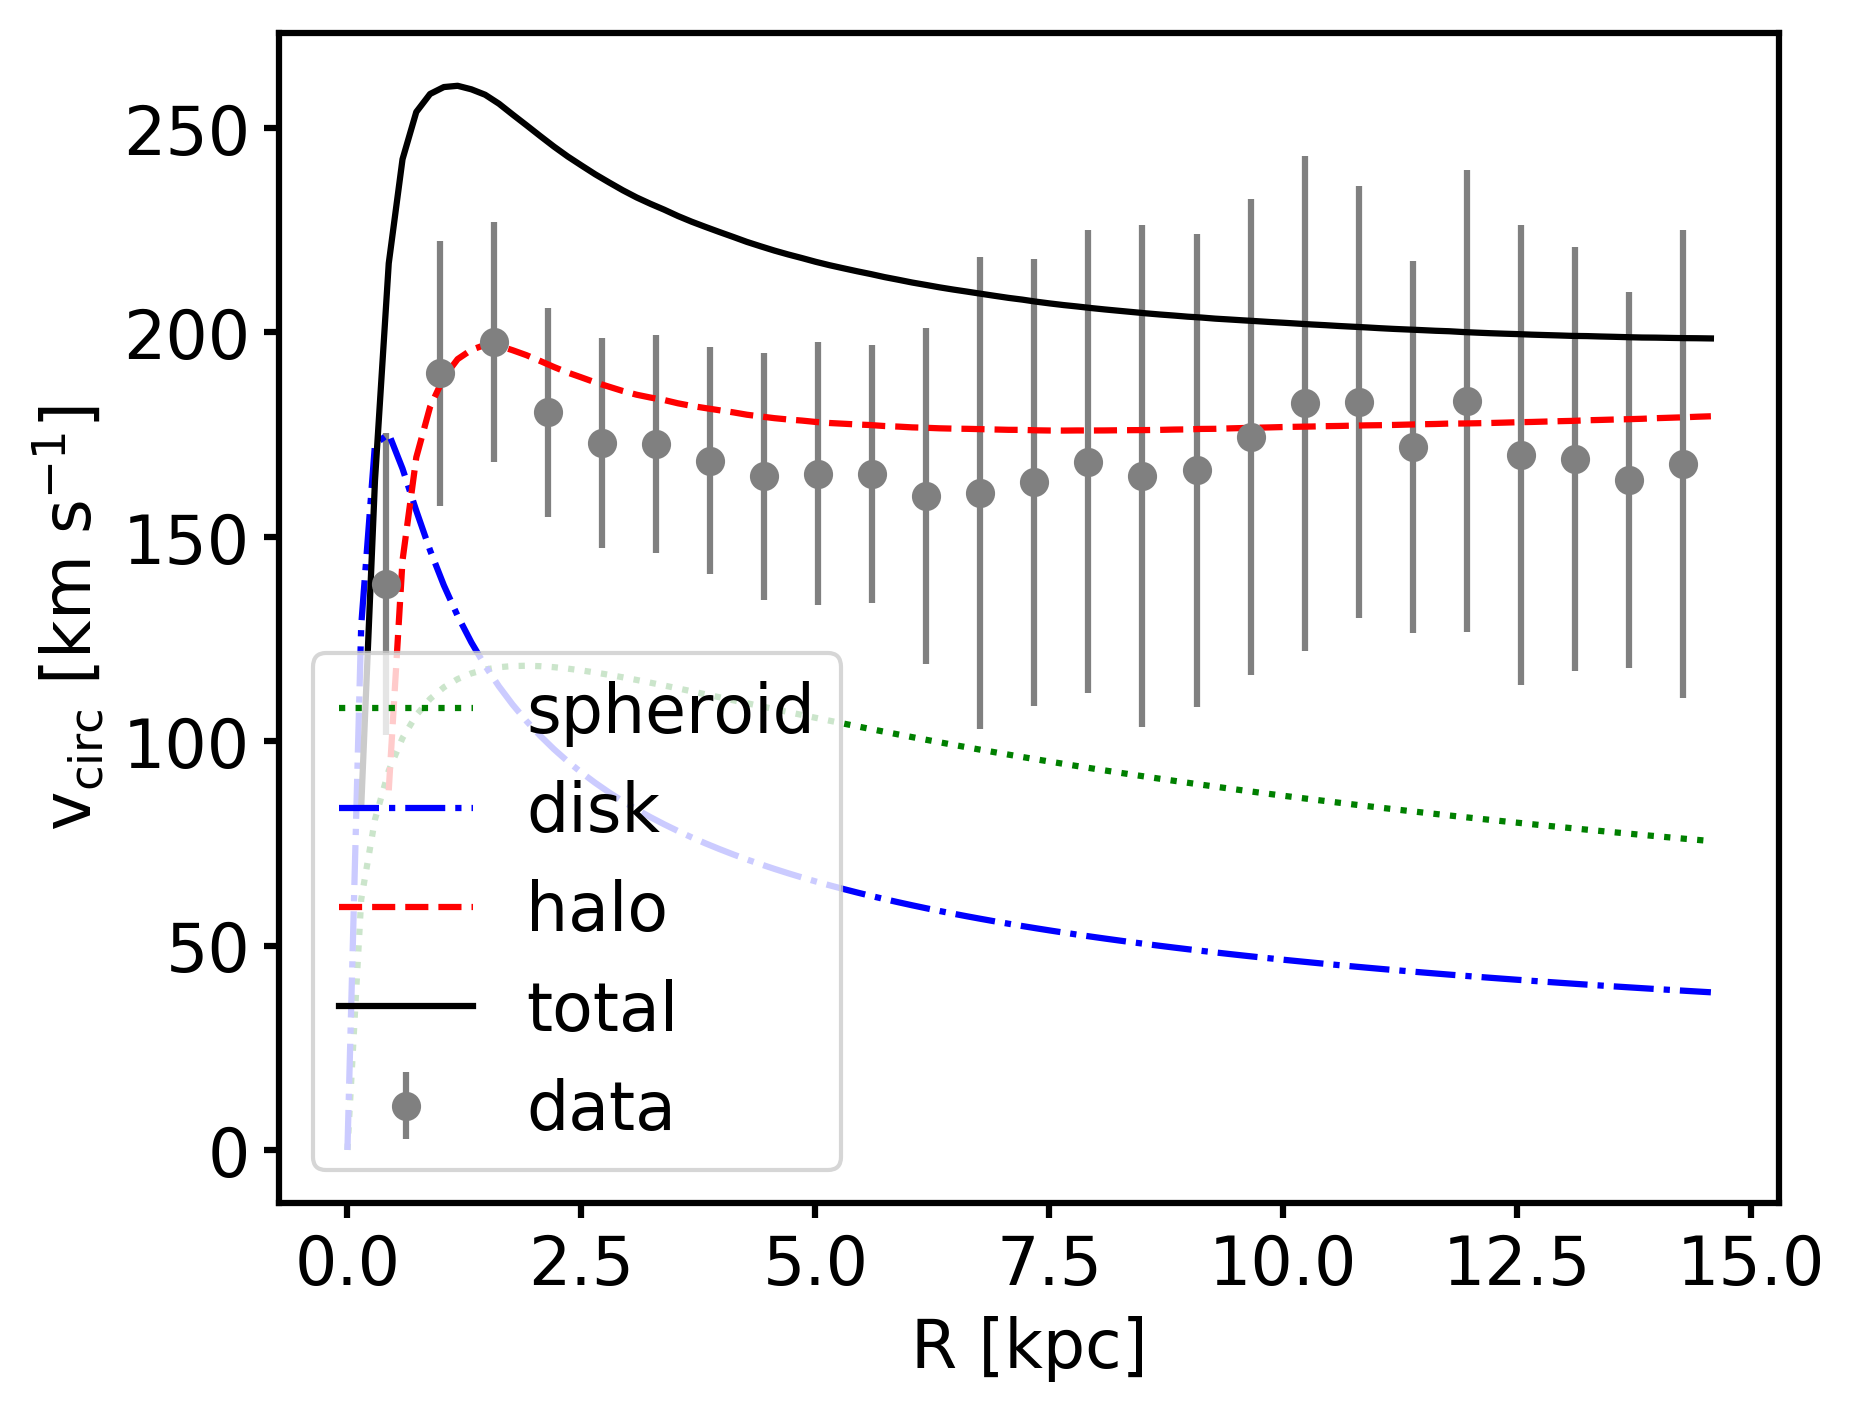 v_circ [km s⁻¹]
250
200
150
100
50
0
spheroid
disk
halo
total
data
0.0 2.5 5.0 7.5 10.0 12.5 15.0
R [kpc]